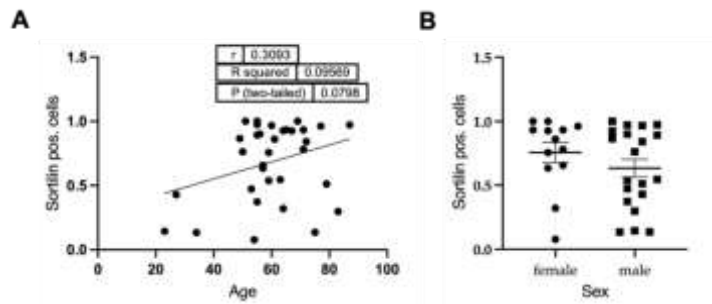 A
r 0.3093
R squared 0.09569
P (two-tailed) 0.0798
Sortilin pos. cells
1.5
1.0
0.5
0.0
0 20 40 60 80 100
Age
B
Sortilin pos. cells
1.5
1.0
0.5
0.0
female male
Sex